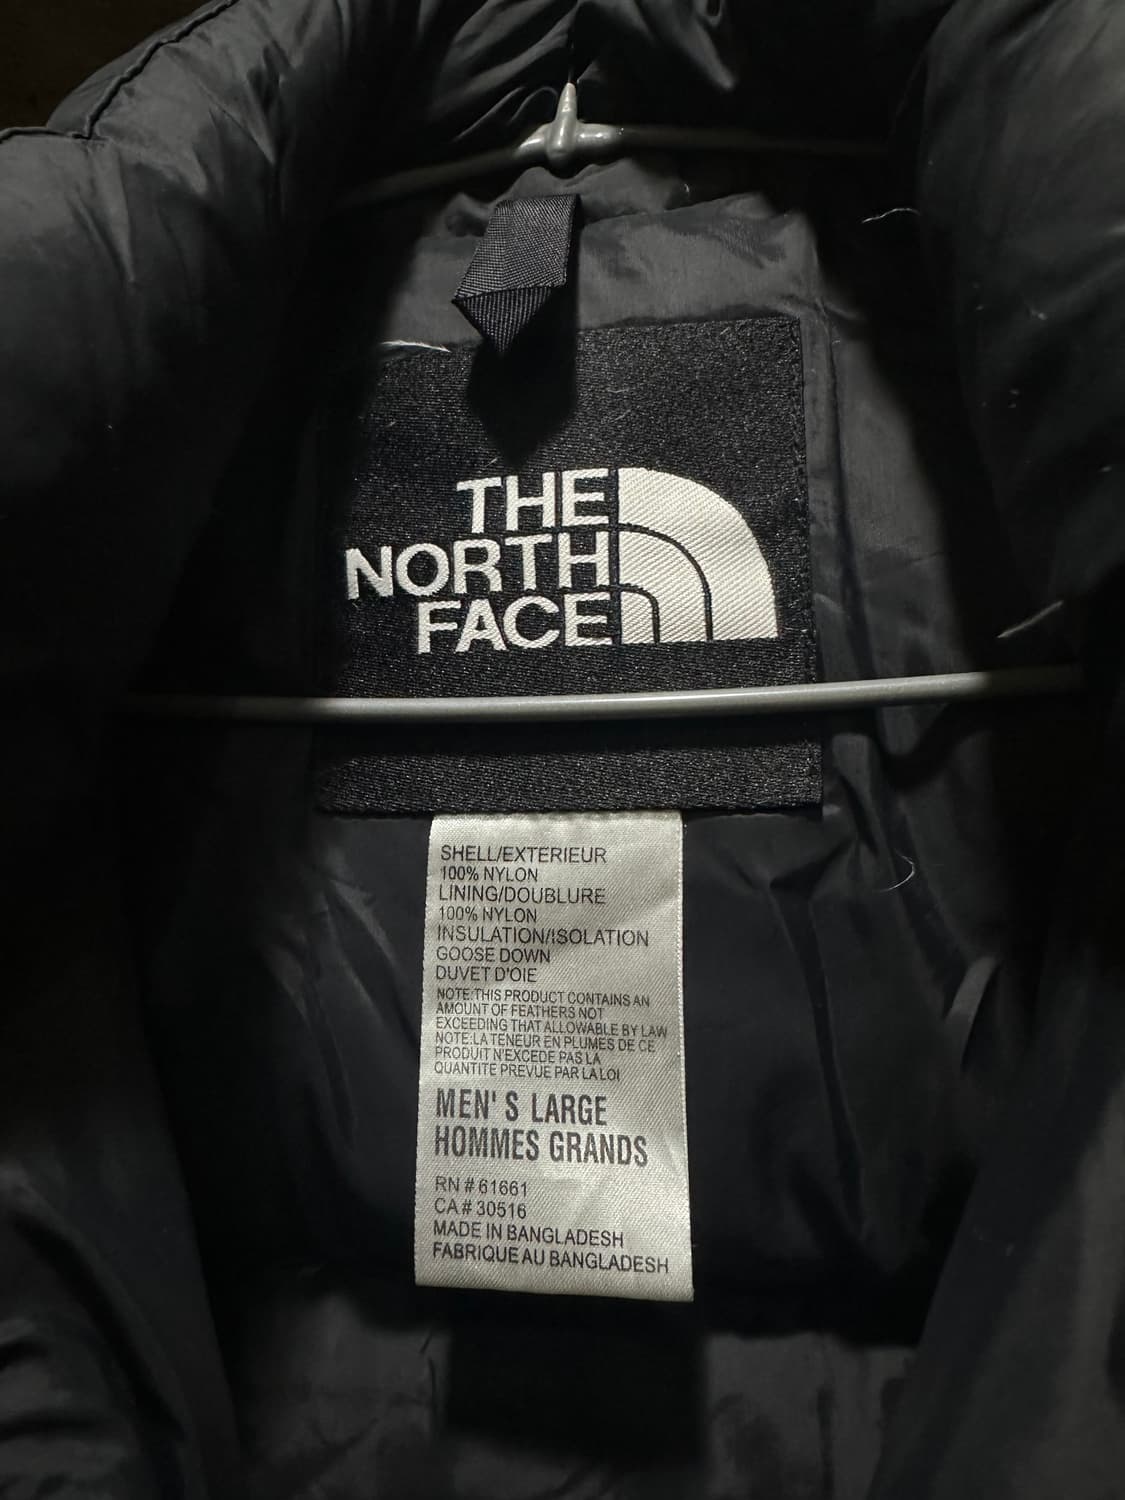 THE
NORTH
FACE
SHELL/EXTERIEUR
100% NYLON
LINING/DOUBLURE
100% NYLON
INSULATION/ISOLATION
GOOSE DOWN
DUVET D'OIE
NOTE:THIS PRODUCT CONTAINS AN
AMOUNT OF FEATHERS NOT
EXCEEDING THAT ALLOWABLE BY LAW
NOTE:LA TENEUR EN PLUMES DE CE
PRODUIT N'EXCEDE PAS LA
QUANTITE PREVUE PAR LA LOI
MEN'S LARGE
HOMMES GRANDS
RN # 61661
CA # 30516
MADE IN BANGLADESH
FABRIQUE AU BANGLADESH